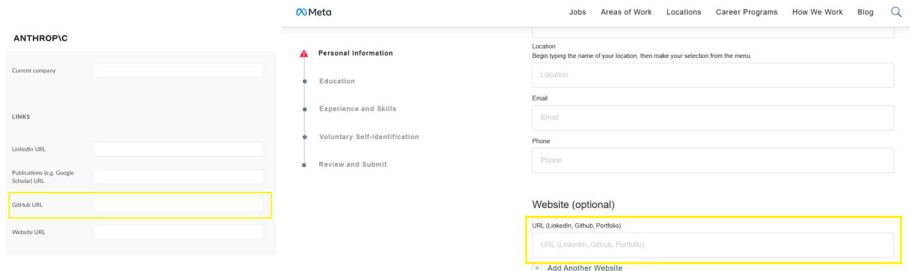 ANTHROP\C
Current company
LINKS
LinkedIn URL
Publications (e.g. Google
Scholar) URL
GitHub URL
Website URL
Meta
Jobs Areas of Work Locations Career Programs How We Work Blog
Personal Information
Education
Experience and Skills
Voluntary Self-Identification
Review and Submit
Location
Begin typing the name of your location, then make your selection from the menu.
Location
Email
Email
Phone
Phone
Website (optional)
URL (LinkedIn, Github, Portfolio)
URL (LinkedIn, Github, Portfolio)
+ Add Another Website